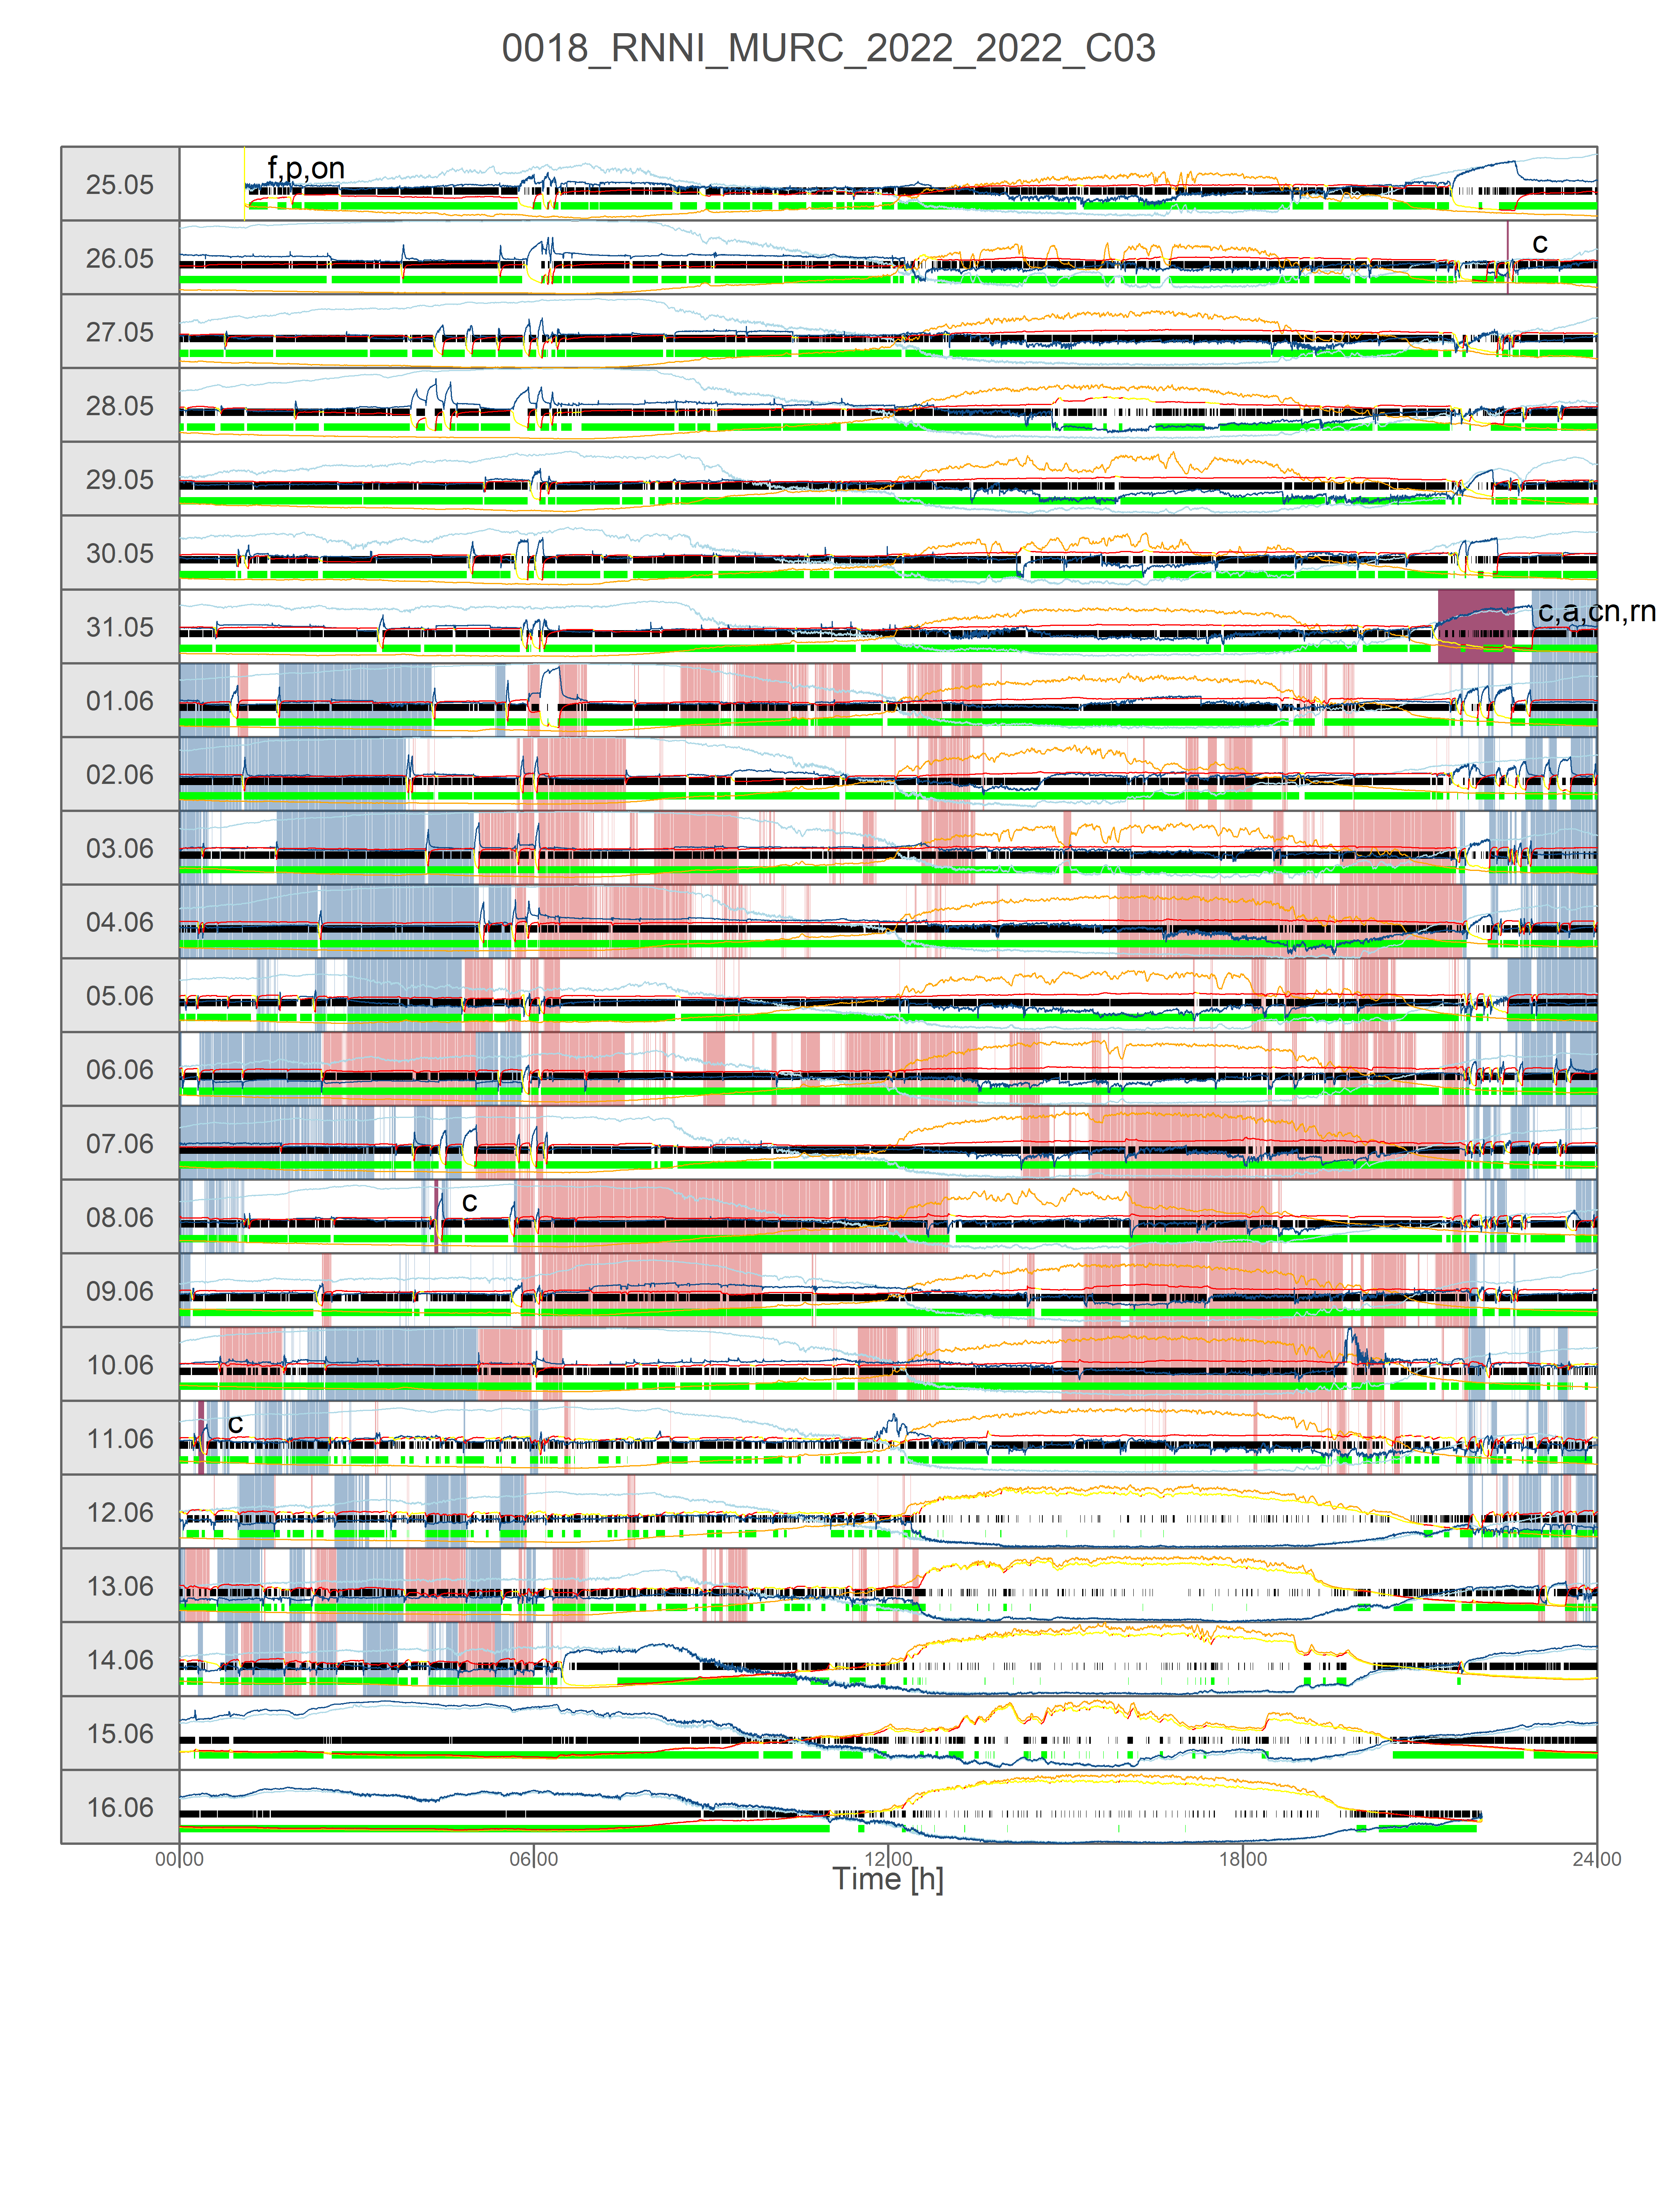 0018_RNNI_MURC_2022_2022_C03
25.05 f,p,on
26.05 c
27.05
28.05
29.05
30.05
31.05 c,a,cn,rn
01.06
02.06
03.06
04.06
05.06
06.06
07.06
08.06 c
09.06
10.06
11.06 c
12.06
13.06
14.06
15.06
16.06
00:00 06:00 12:00 18:00 24:00
Time [h]